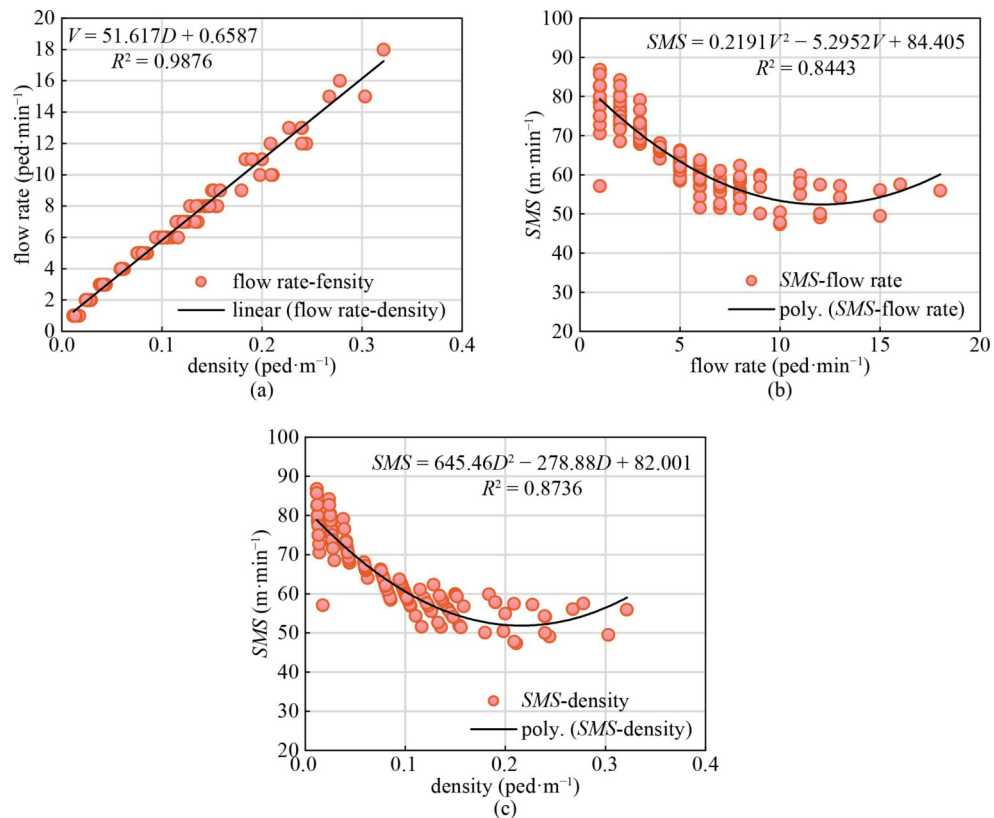 V = 51.617D + 0.6587
R² = 0.9876
20
18
16
14
12
10
8
6
4
2
0
0.0
0.1
0.2
0.3
0.4
flow rate (ped·min⁻¹)
flow rate-fensity
linear (flow rate-density)
density (ped·m⁻¹)
(a)
SMS = 0.2191V² − 5.2952V + 84.405
R² = 0.8443
100
90
80
70
60
50
40
30
20
0
5
10
15
20
SMS (m·min⁻¹)
SMS-flow rate
poly. (SMS-flow rate)
flow rate (ped·min⁻¹)
(b)
SMS = 645.46D² − 278.88D + 82.001
R² = 0.8736
100
90
80
70
60
50
40
30
20
0.0
0.1
0.2
0.3
0.4
SMS (m·min⁻¹)
SMS-density
poly. (SMS-density)
density (ped·m⁻¹)
(c)